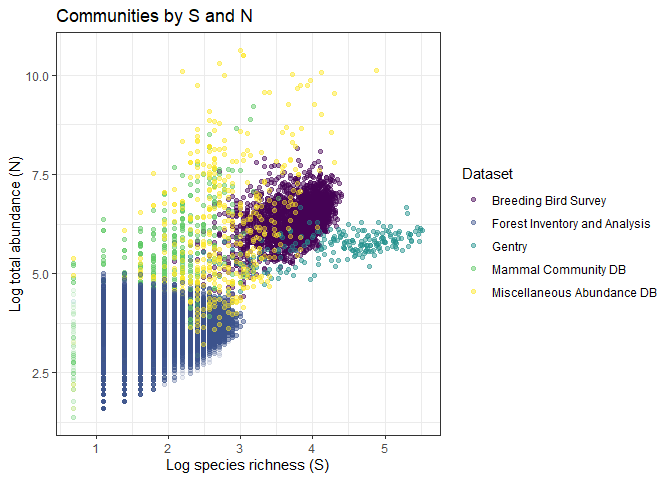 Communities by S and N
Log total abundance (N)
10.0
7.5
5.0
2.5
1
2
3
4
5
Log species richness (S)
Dataset
Breeding Bird Survey
Forest Inventory and Analysis
Gentry
Mammal Community DB
Miscellaneous Abundance DB